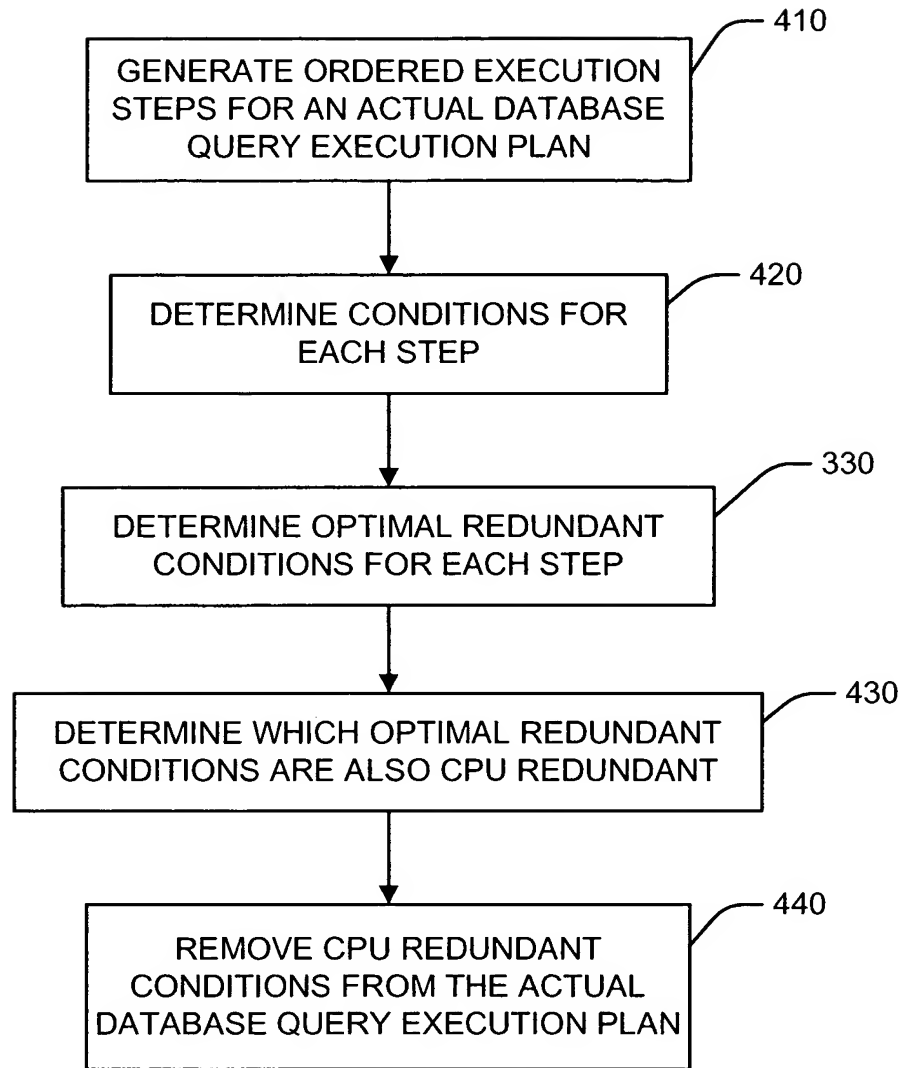 410
GENERATE ORDERED EXECUTION
STEPS FOR AN ACTUAL DATABASE
QUERY EXECUTION PLAN
420
DETERMINE CONDITIONS FOR
EACH STEP
330
DETERMINE OPTIMAL REDUNDANT
CONDITIONS FOR EACH STEP
430
DETERMINE WHICH OPTIMAL REDUNDANT
CONDITIONS ARE ALSO CPU REDUNDANT
440
REMOVE CPU REDUNDANT
CONDITIONS FROM THE ACTUAL
DATABASE QUERY EXECUTION PLAN